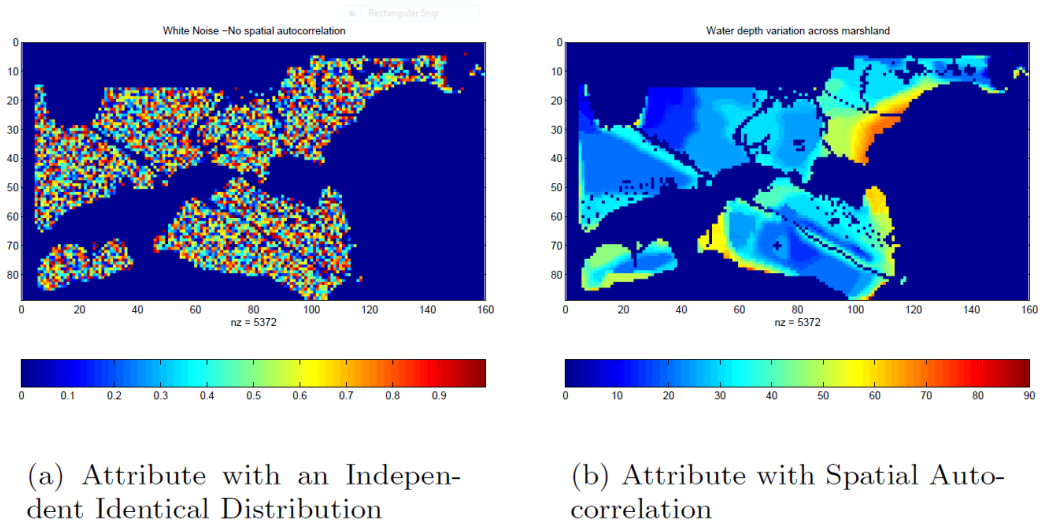 Rectangular Snip
White Noise –No spatial autocorrelation
0
10
20
30
40
50
60
70
80
0 20 40 60 80 100 120 140 160
nz = 5372
0 0.1 0.2 0.3 0.4 0.5 0.6 0.7 0.8 0.9
(a) Attribute with an Indepen-
dent Identical Distribution
Water depth variation across marshland
0
10
20
30
40
50
60
70
80
0 20 40 60 80 100 120 140 160
nz = 5372
0 10 20 30 40 50 60 70 80 90
(b) Attribute with Spatial Auto-
correlation